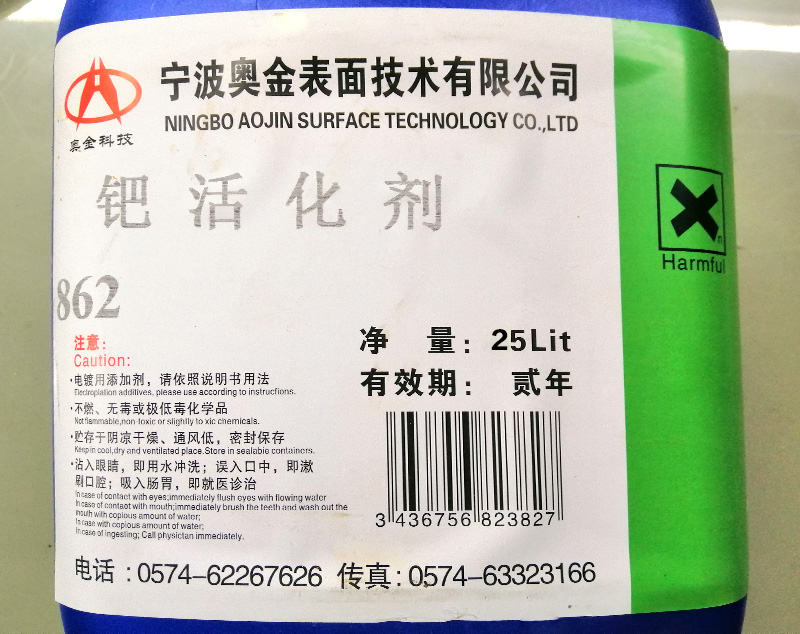 宁波奥金表面技术有限公司
NINGBO AOJIN SURFACE TECHNOLOGY CO.,LTD
奥金科技
钯活化剂
n
Harmful
862
注意:
Caution:
净 量: 25Lit
有效期: 贰年
·电镀用添加剂，请依照说明书用法
Electroplation additives, please use according to instructions.
·不燃、无毒或极低毒化学品
Not flammable,non-toxic or slightly to xic chemicals.
·贮存于阴凉干燥、通风低，密封保存
Keep in cool,dry and ventilated place.Store in sealable containers.
·沾入眼睛，即用水冲洗；误入口中，即漱
刷口腔；吸入肠胃，即就医诊治
In case of contact with eyes;immediately flush eyes with flowing water
In case of contact with mouth;immediately brush the teeth and wash out the
mouth with copious amount of water;
In case with copious amount of water;
In case of ingesting; Call physictan immediately.
3 436756 823827
电话:0574-62267626 传真:0574-63323166